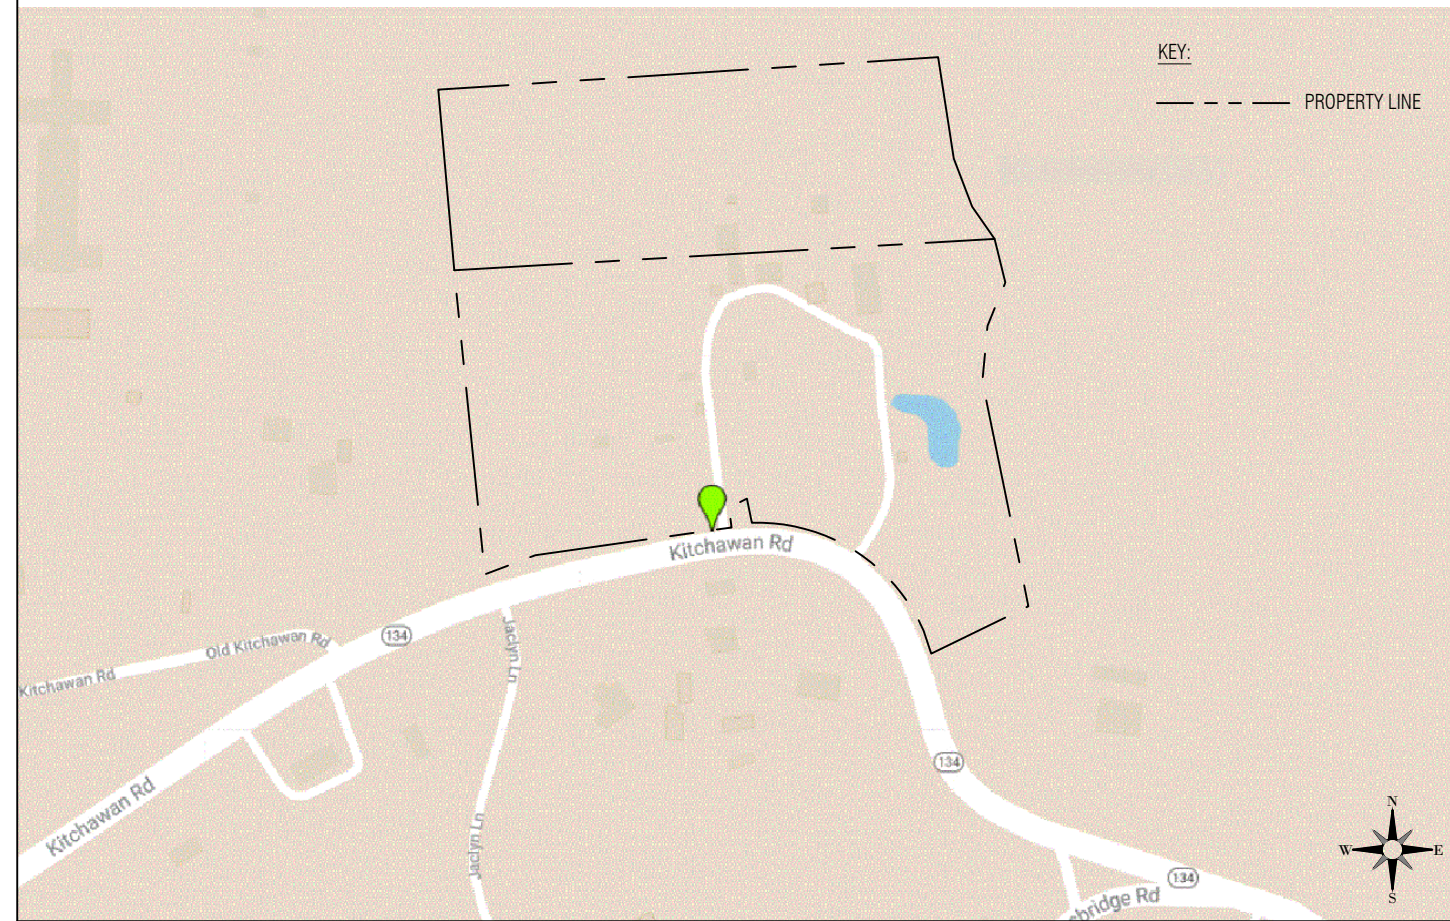 KEY:
PROPERTY LINE
Kitchawan Rd
Jaclyn Ln
134
Old Kitchawan Rd
Kitchawan Rd
134
Kitchawan Rd
Jaclyn Ln
N
W
E
S
134
sbridge Rd